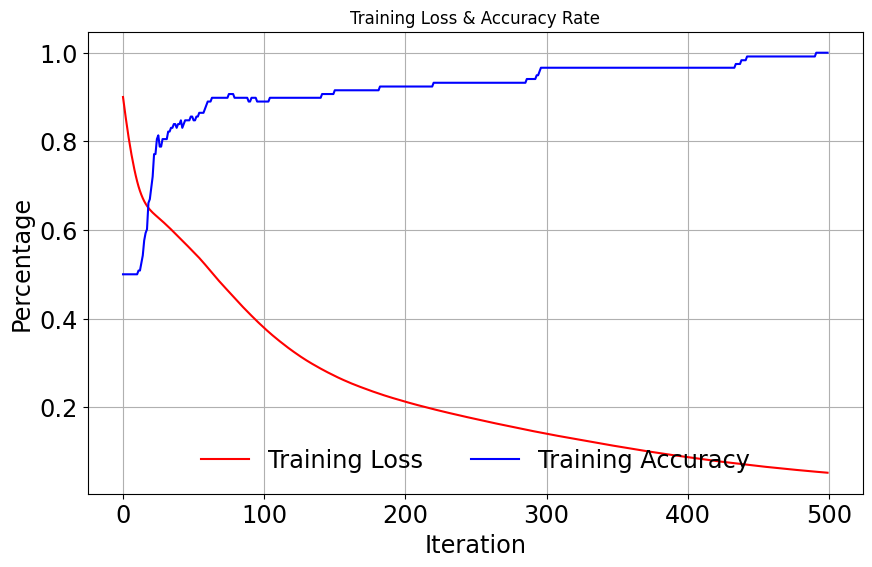 Training Loss & Accuracy Rate
1.0
0.8
0.6
0.4
0.2
Percentage
Training Loss
Training Accuracy
0 100 200 300 400 500
Iteration